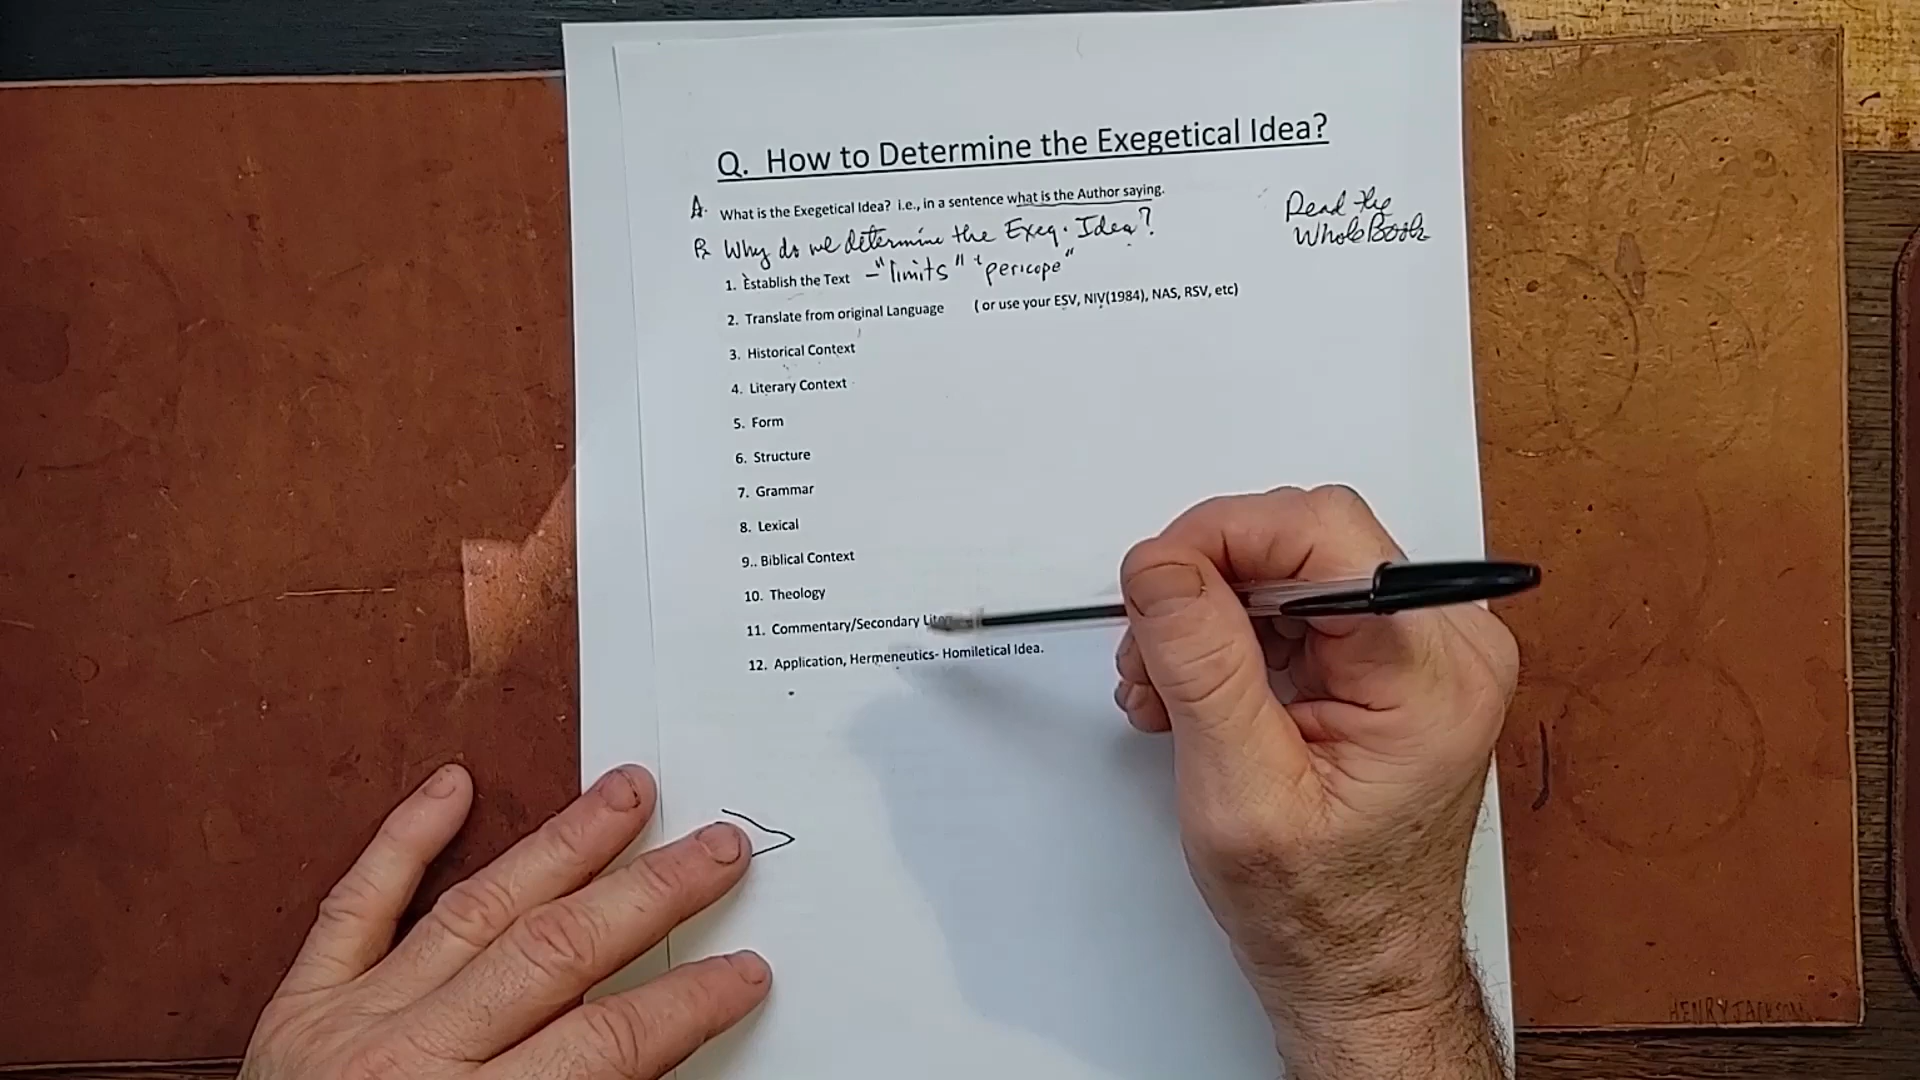 Q. How to Determine the Exegetical Idea?
A. What is the Exegetical Idea? i.e., in a sentence what is the Author saying.
Read the
Whole Book
B. Why do we determine the Exeg. Idea?
1. Establish the Text - "limits" + "pericope"
2. Translate from original Language ( or use your ESV, NIV(1984), NAS, RSV, etc)
3. Historical Context
4. Literary Context
5. Form
6. Structure
7. Grammar
8. Lexical
9.. Biblical Context
10. Theology
11. Commentary/Secondary
12. Application, Hermeneutics- Homiletical Idea.
HENRY JACKSON